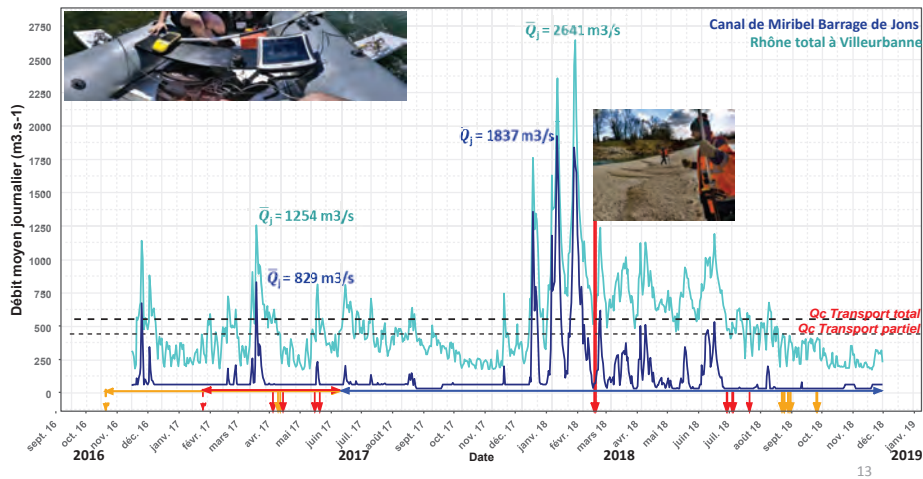 Canal de Miribel Barrage de Jons
Rhône total à Villeurbanne
Q̅j = 2641 m3/s
Q̅j = 1837 m3/s
Q̅j = 1254 m3/s
Q̅j = 829 m3/s
Qc Transport total
Qc Transport partiel
Débit moyen journalier (m3.s-1)
2750
2500
2250
2000
1750
1500
1250
1000
750
500
250
0
sept. 16
oct. 16
nov. 16
déc. 16
janv. 17
févr. 17
mars 17
avr. 17
mai 17
juin 17
juil. 17
août 17
sept. 17
oct. 17
nov. 17
déc. 17
janv. 18
févr. 18
mars 18
avr. 18
mai 18
juin 18
juil. 18
août 18
sept. 18
oct. 18
nov. 18
déc. 18
janv. 19
2016
2017
Date
2018
2019
13